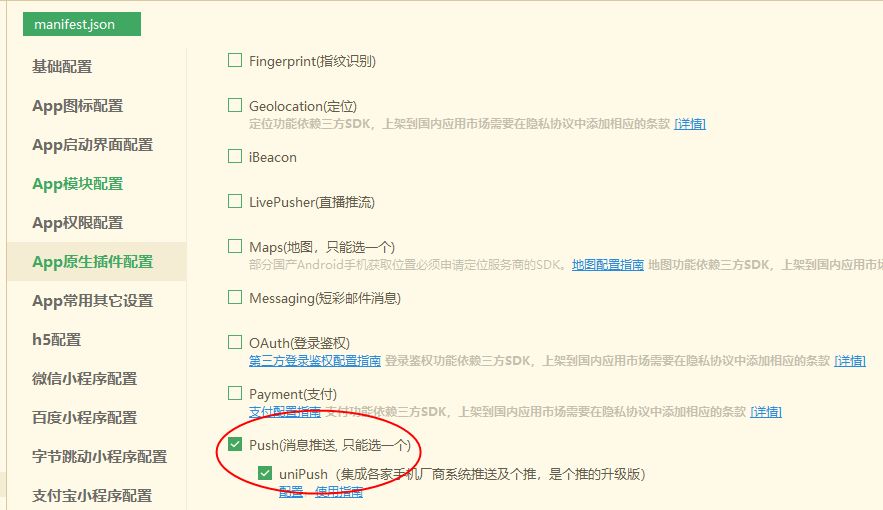 manifest.json
基础配置
App图标配置
App启动界面配置
App模块配置
App权限配置
App原生插件配置
App常用其它设置
h5配置
微信小程序配置
百度小程序配置
字节跳动小程序配置
支付宝小程序配置
Fingerprint(指纹识别)
Geolocation(定位)
定位功能依赖三方SDK，上架到国内应用市场需要在隐私协议中添加相应的条款 [详情]
iBeacon
LivePusher(直播推流)
Maps(地图，只能选一个)
部分国产Android手机获取位置必须申请定位服务商的SDK。地图配置指南 地图功能依赖三方SDK，上架到国内应用市场
Messaging(短彩邮件消息)
OAuth(登录鉴权)
第三方登录鉴权配置指南 登录鉴权功能依赖三方SDK，上架到国内应用市场需要在隐私协议中添加相应的条款 [详情]
Payment(支付)
支付配置指南 支付功能依赖三方SDK，上架到国内应用市场需要在隐私协议中添加相应的条款 [详情]
Push(消息推送, 只能选一个)
uniPush（集成各家手机厂商系统推送及个推，是个推的升级版）
配置 使用指南